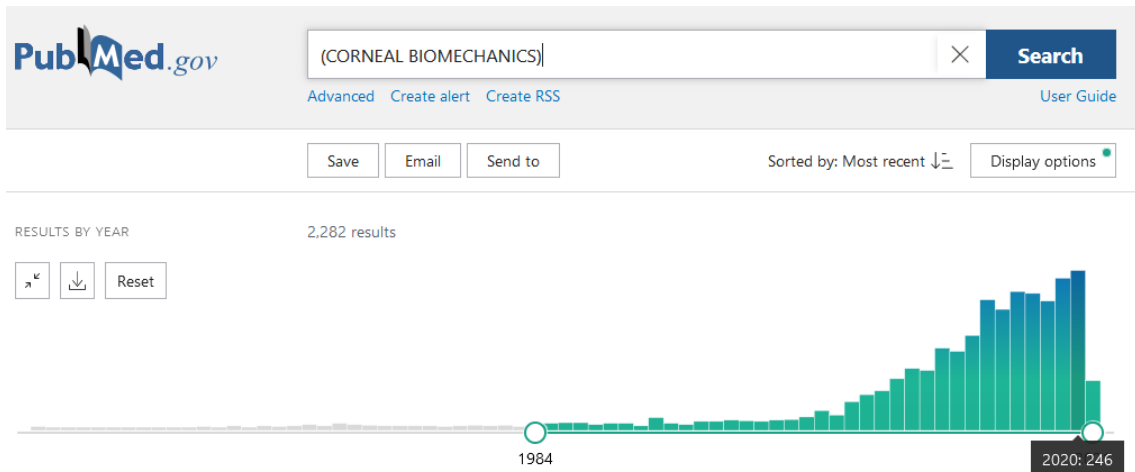 PubMed.gov
(CORNEAL BIOMECHANICS)
Search
Advanced Create alert Create RSS
User Guide
Save Email Send to
Sorted by: Most recent
Display options
RESULTS BY YEAR
2,282 results
Reset
1984
2020: 246